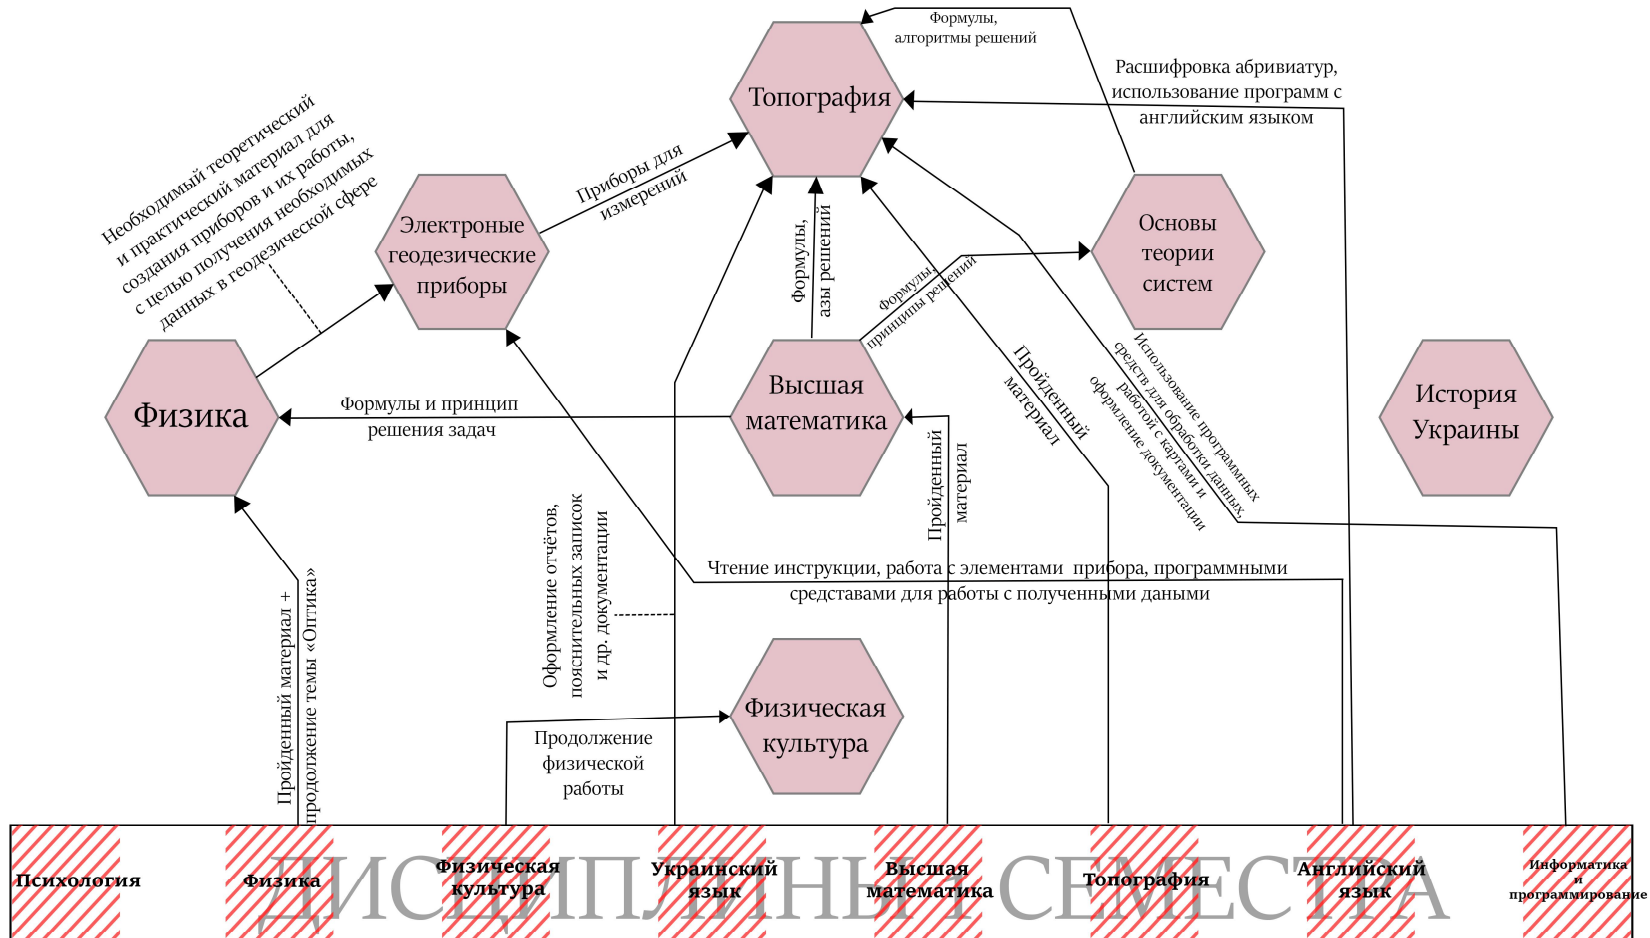 Формулы,
алгоритмы решений
Топография
Расшифровка абривиатур,
использование программ с
английским языком
Необходимый теоретический
и практический материал для
создания приборов и их работы,
с целью получения необходимых
данных в геодезической сфере
Приборы для
измерений
Электроные
геодезические
приборы
Формулы,
азы решений
Формулы,
принципы решений
Основы
теории
систем
Физика
Формулы и принцип
решения задач
Высшая
математика
Пройденный
материал
Использование программных
средств для обработки данных,
работой с картами и
оформление документации
История
Украины
Пройденный
материал
Оформление отчётов,
пояснительных записок
и др. документации
Чтение инструкции, работа с элементами прибора, программными
средставами для работы с полученными даными
Пройденный материал +
продолжение темы «Оптика»
Физическая
культура
Продолжение
физической
работы
ДИСЦИПЛИНЫ 1 СЕМЕСТРА
Психология
Физика
Физическая
культура
Украинский
язык
Высшая
математика
Топография
Английский
язык
Информатика
и
программирование